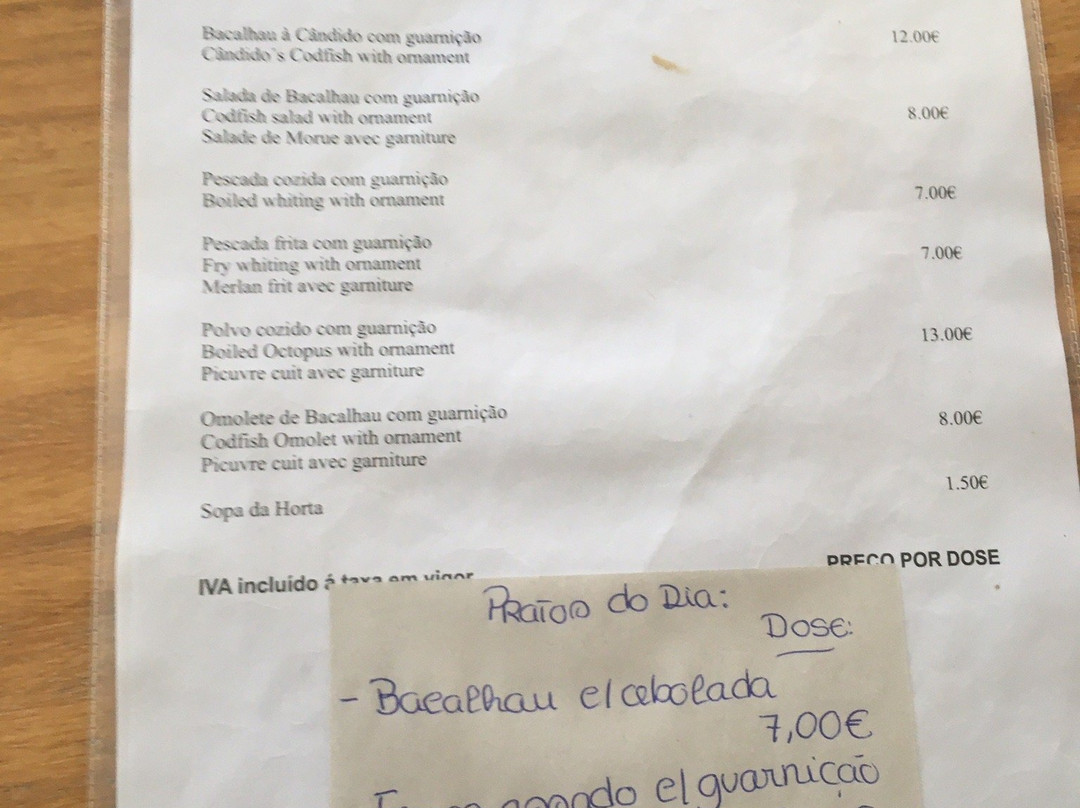 Bacalhau à Cândido com guarnição 12.00€
Cândido`s Codfish with ornament
Salada de Bacalhau com guarnição
Codfish salad with ornament 8.00€
Salade de Morue avec garniture
Pescada cozida com guarnição
Boiled whiting with ornament 7.00€
Pescada frita com guarnição
Fry whiting with ornament 7.00€
Merlan frit avec garniture
Polvo cozido com guarnição 13.00€
Boiled Octopus with ornament
Picuvre cuit avec garniture
Omolete de Bacalhau com guarnição 8.00€
Codfish Omolet with ornament
Picuvre cuit avec garniture
Sopa da Horta 1.50€
PREÇO POR DOSE
IVA incluído á taxa em vigor
Pratos do Dia:
Dose:
- Bacalhau c/cebolada
7,00€
c/guarnição